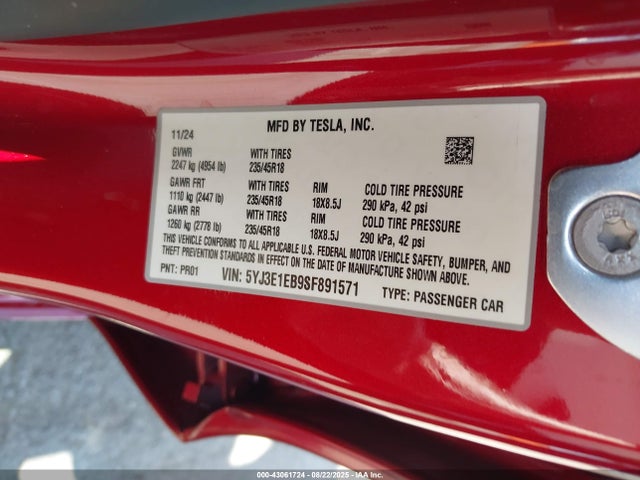 11/24 MFD BY TESLA, INC.
GVWR WITH TIRES
2247 kg (4954 lb) 235/45R18
GAWR FRT WITH TIRES RIM COLD TIRE PRESSURE
1110 kg (2447 lb) 235/45R18 18X8.5J 290 kPa, 42 psi
GAWR RR WITH TIRES RIM COLD TIRE PRESSURE
1260 kg (2778 lb) 235/45R18 18X8.5J 290 kPa, 42 psi
THIS VEHICLE CONFORMS TO ALL APPLICABLE U.S. FEDERAL MOTOR VEHICLE SAFETY, BUMPER, AND
THEFT PREVENTION STANDARDS IN EFFECT ON THE DATE OF MANUFACTURE SHOWN ABOVE.
PNT: PR01 VIN: 5YJ3E1EB9SF891571 TYPE: PASSENGER CAR
000-43061724 - 08/22/2025 - IAA Inc.